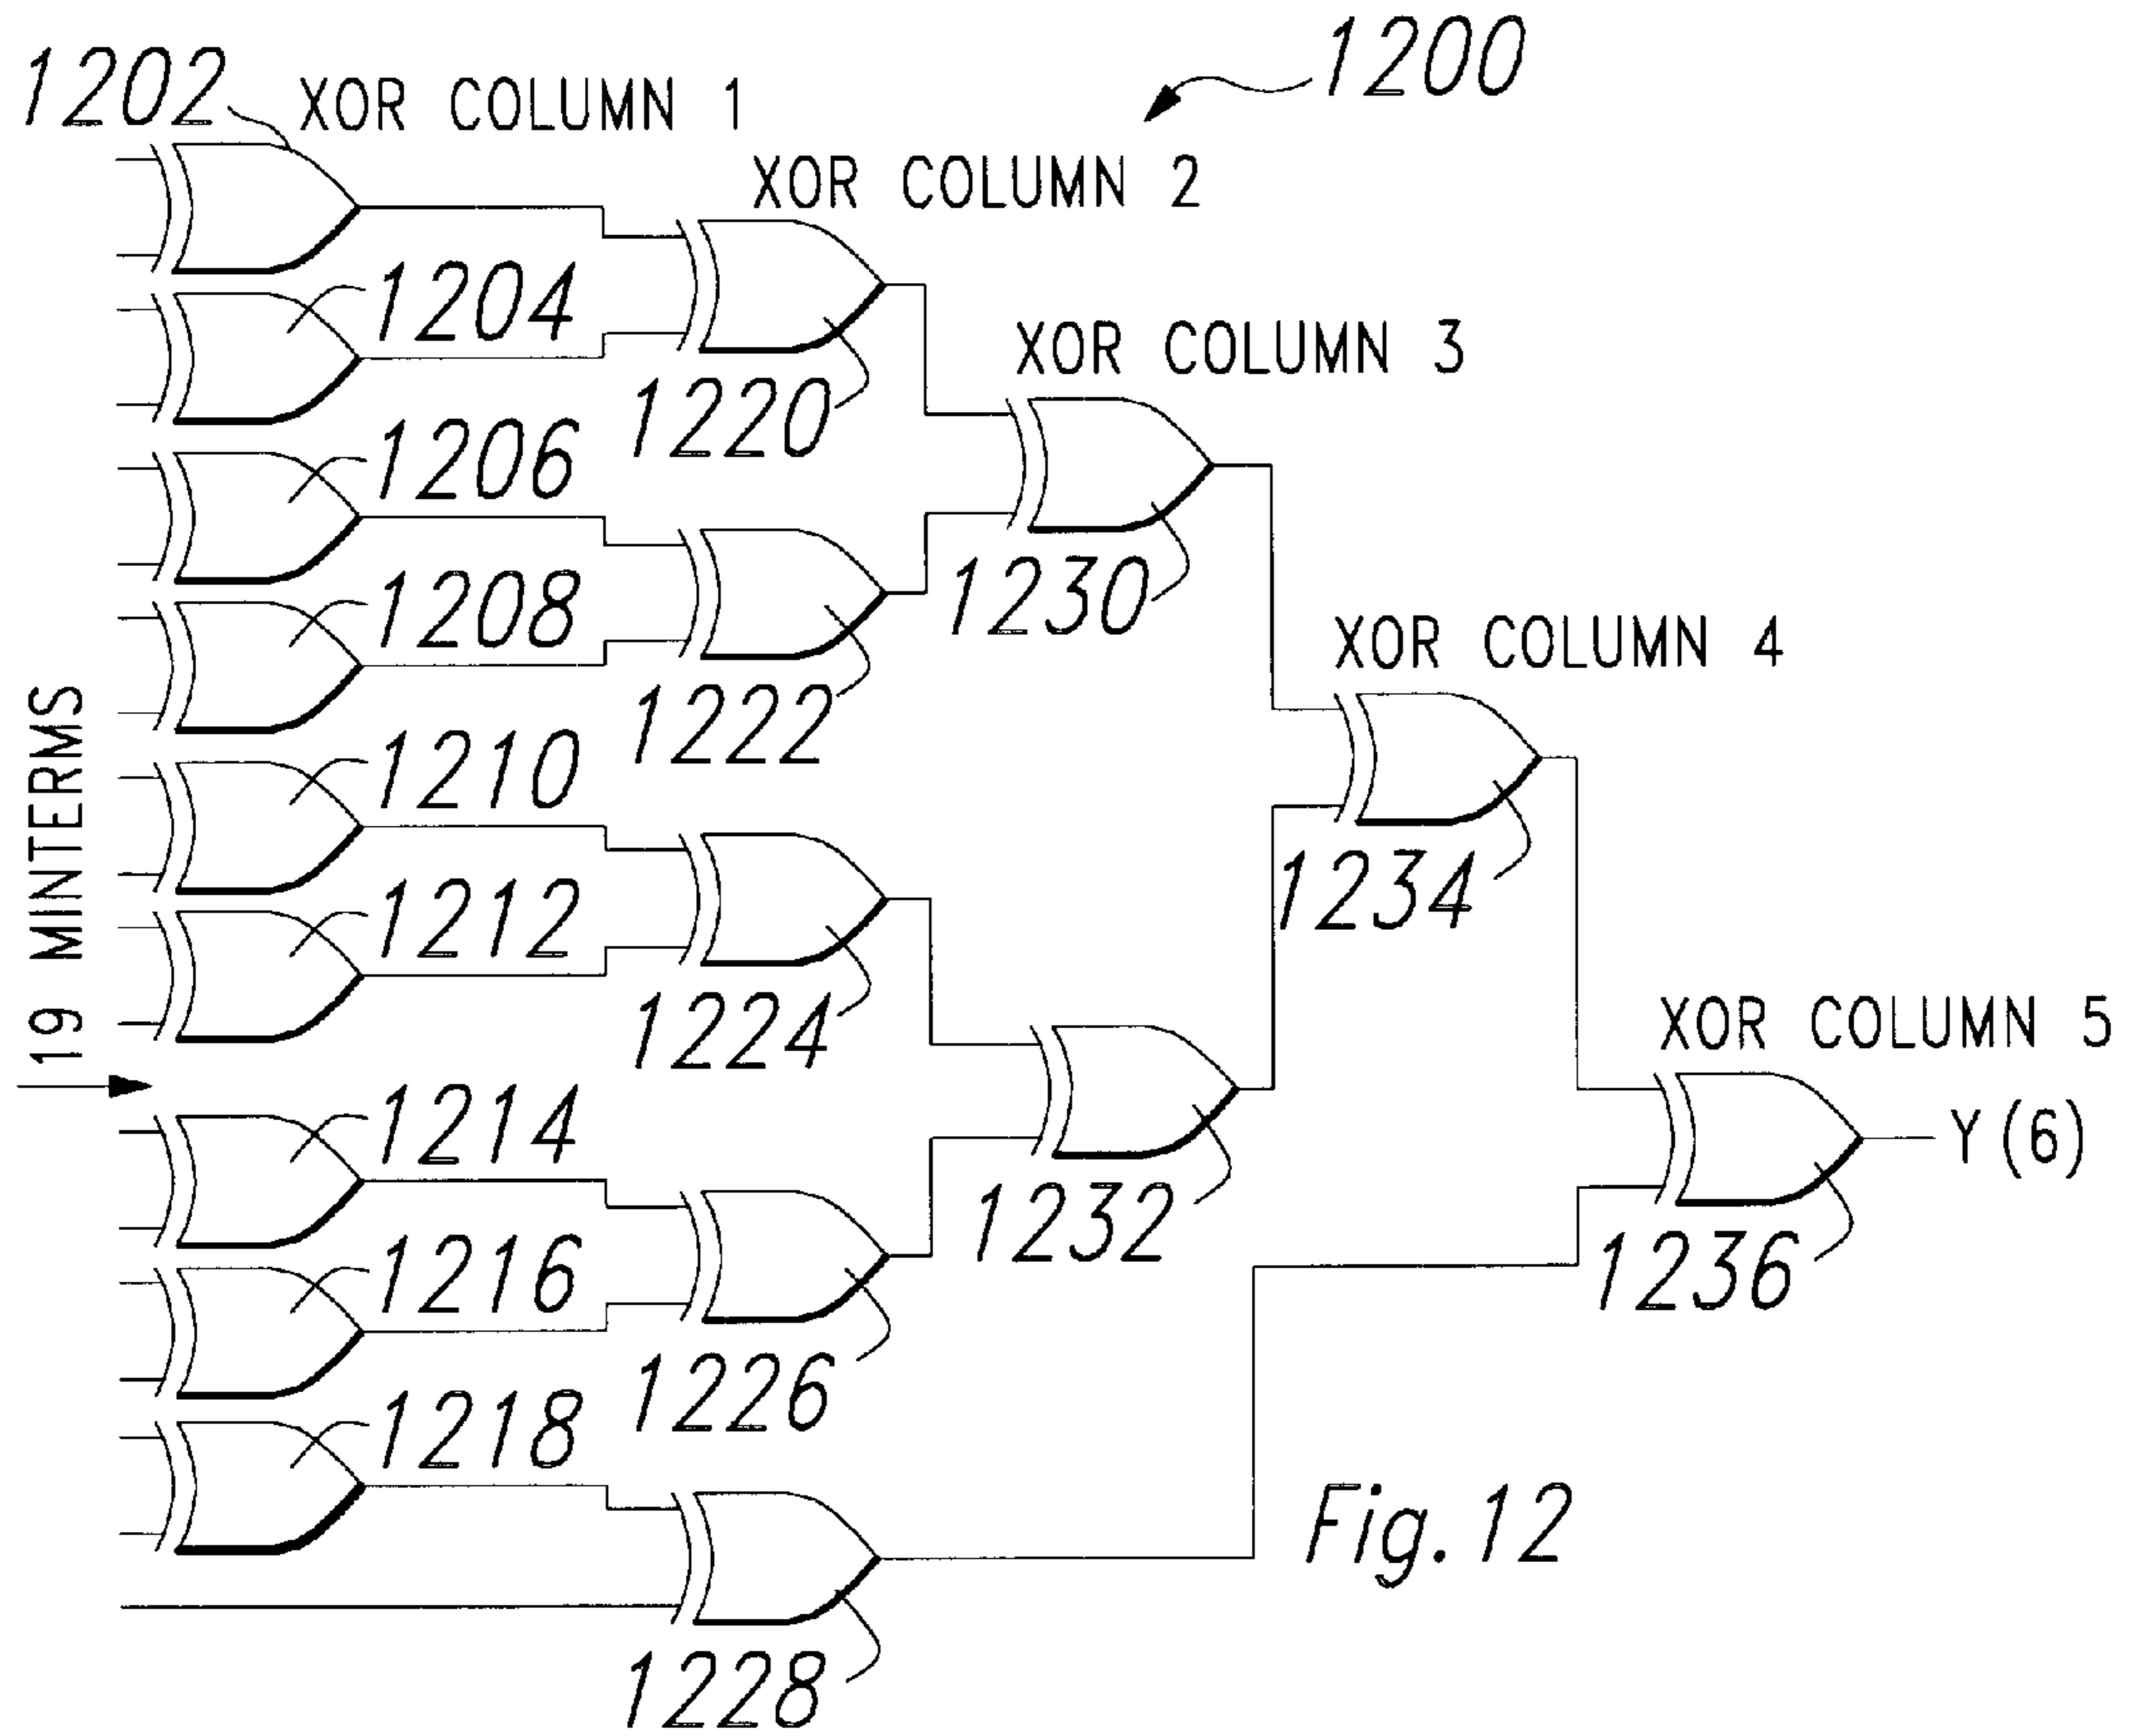 1200
1202
XOR COLUMN 1
XOR COLUMN 2
1204
XOR COLUMN 3
1220
1206
1208
1230
XOR COLUMN 4
1222
1210
1234
1212
1224
XOR COLUMN 5
19 MINTERMS
1214
Y(6)
1232
1216
1236
1226
1218
Fig.12
1228